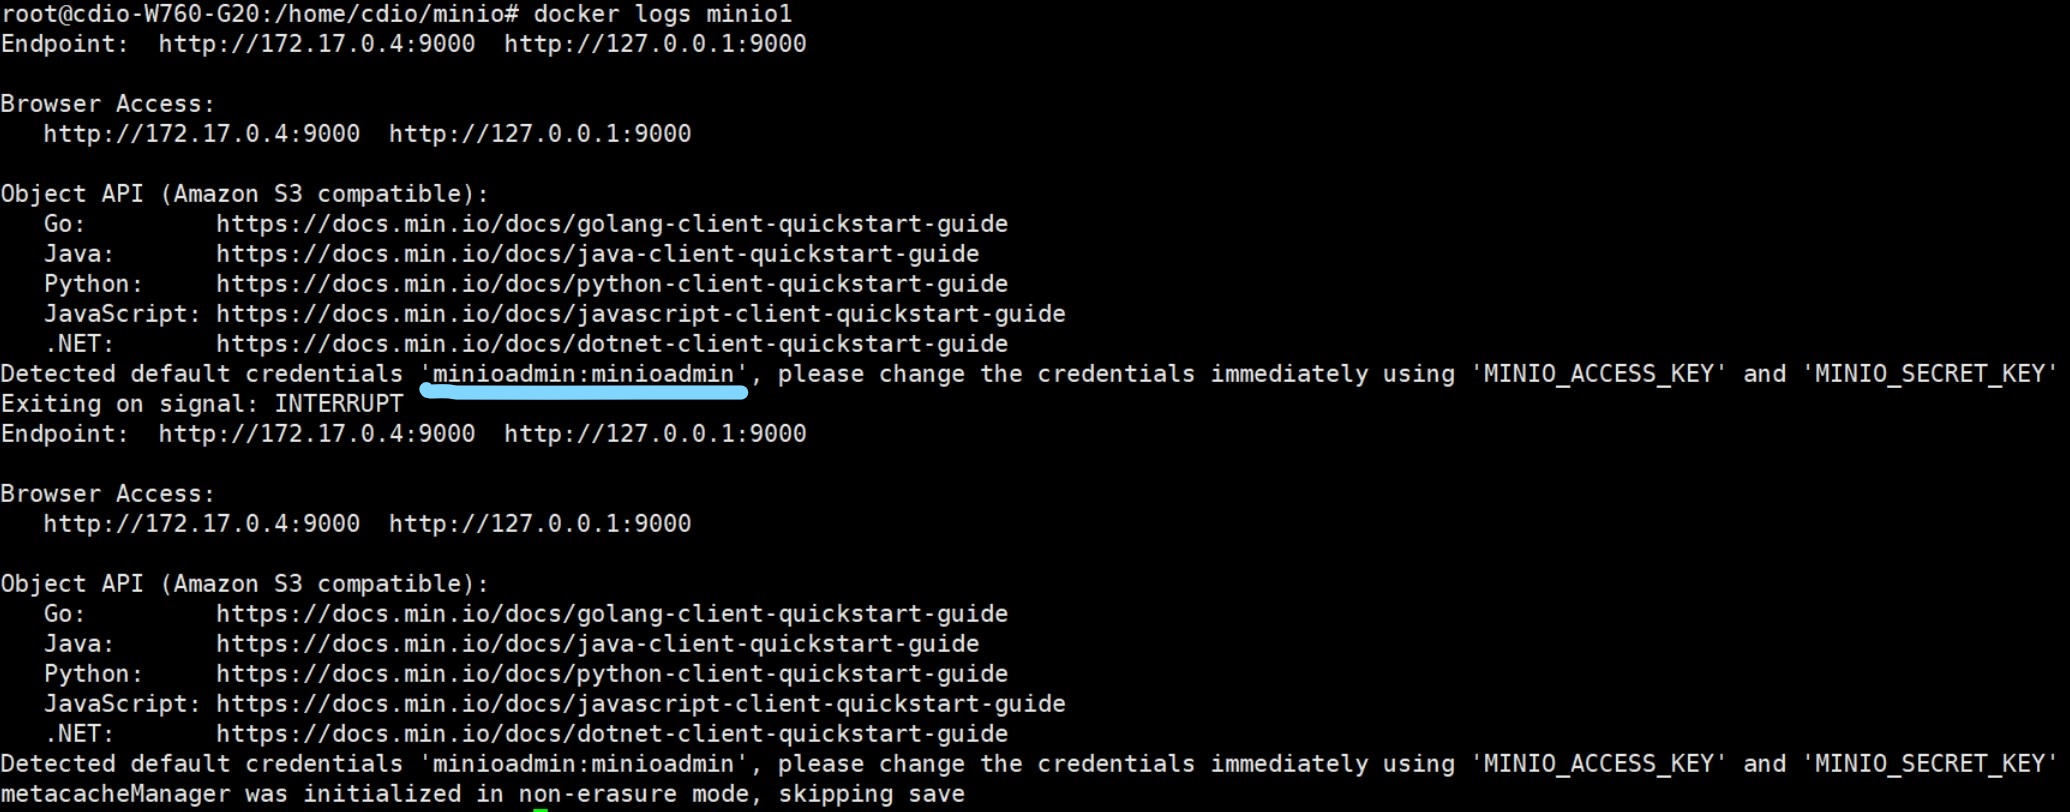 root@cdio-W760-G20:/home/cdio/minio# docker logs minio1
Endpoint:  http://172.17.0.4:9000  http://127.0.0.1:9000
Browser Access:
   http://172.17.0.4:9000  http://127.0.0.1:9000
Object API (Amazon S3 compatible):
   Go:         https://docs.min.io/docs/golang-client-quickstart-guide
   Java:       https://docs.min.io/docs/java-client-quickstart-guide
   Python:     https://docs.min.io/docs/python-client-quickstart-guide
   JavaScript: https://docs.min.io/docs/javascript-client-quickstart-guide
   .NET:       https://docs.min.io/docs/dotnet-client-quickstart-guide
Detected default credentials 'minioadmin:minioadmin', please change the credentials immediately using 'MINIO_ACCESS_KEY' and 'MINIO_SECRET_KEY'
Exiting on signal: INTERRUPT
Endpoint:  http://172.17.0.4:9000  http://127.0.0.1:9000
Browser Access:
   http://172.17.0.4:9000  http://127.0.0.1:9000
Object API (Amazon S3 compatible):
   Go:         https://docs.min.io/docs/golang-client-quickstart-guide
   Java:       https://docs.min.io/docs/java-client-quickstart-guide
   Python:     https://docs.min.io/docs/python-client-quickstart-guide
   JavaScript: https://docs.min.io/docs/javascript-client-quickstart-guide
   .NET:       https://docs.min.io/docs/dotnet-client-quickstart-guide
Detected default credentials 'minioadmin:minioadmin', please change the credentials immediately using 'MINIO_ACCESS_KEY' and 'MINIO_SECRET_KEY'
metacacheManager was initialized in non-erasure mode, skipping save